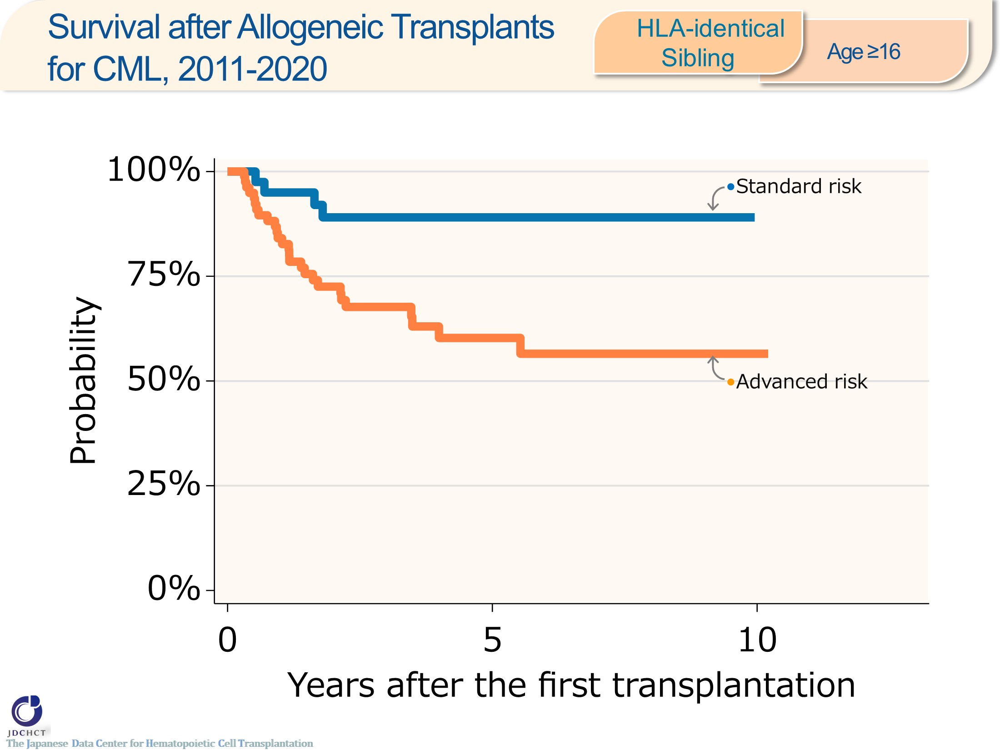 Survival after Allogeneic Transplants
for CML, 2011-2020
HLA-identical
Sibling
Age ≥16
100%
75%
50%
25%
0%
Probability
Standard risk
Advanced risk
0
5
10
Years after the first transplantation
JDCHCT
The Japanese Data Center for Hematopoietic Cell Transplantation